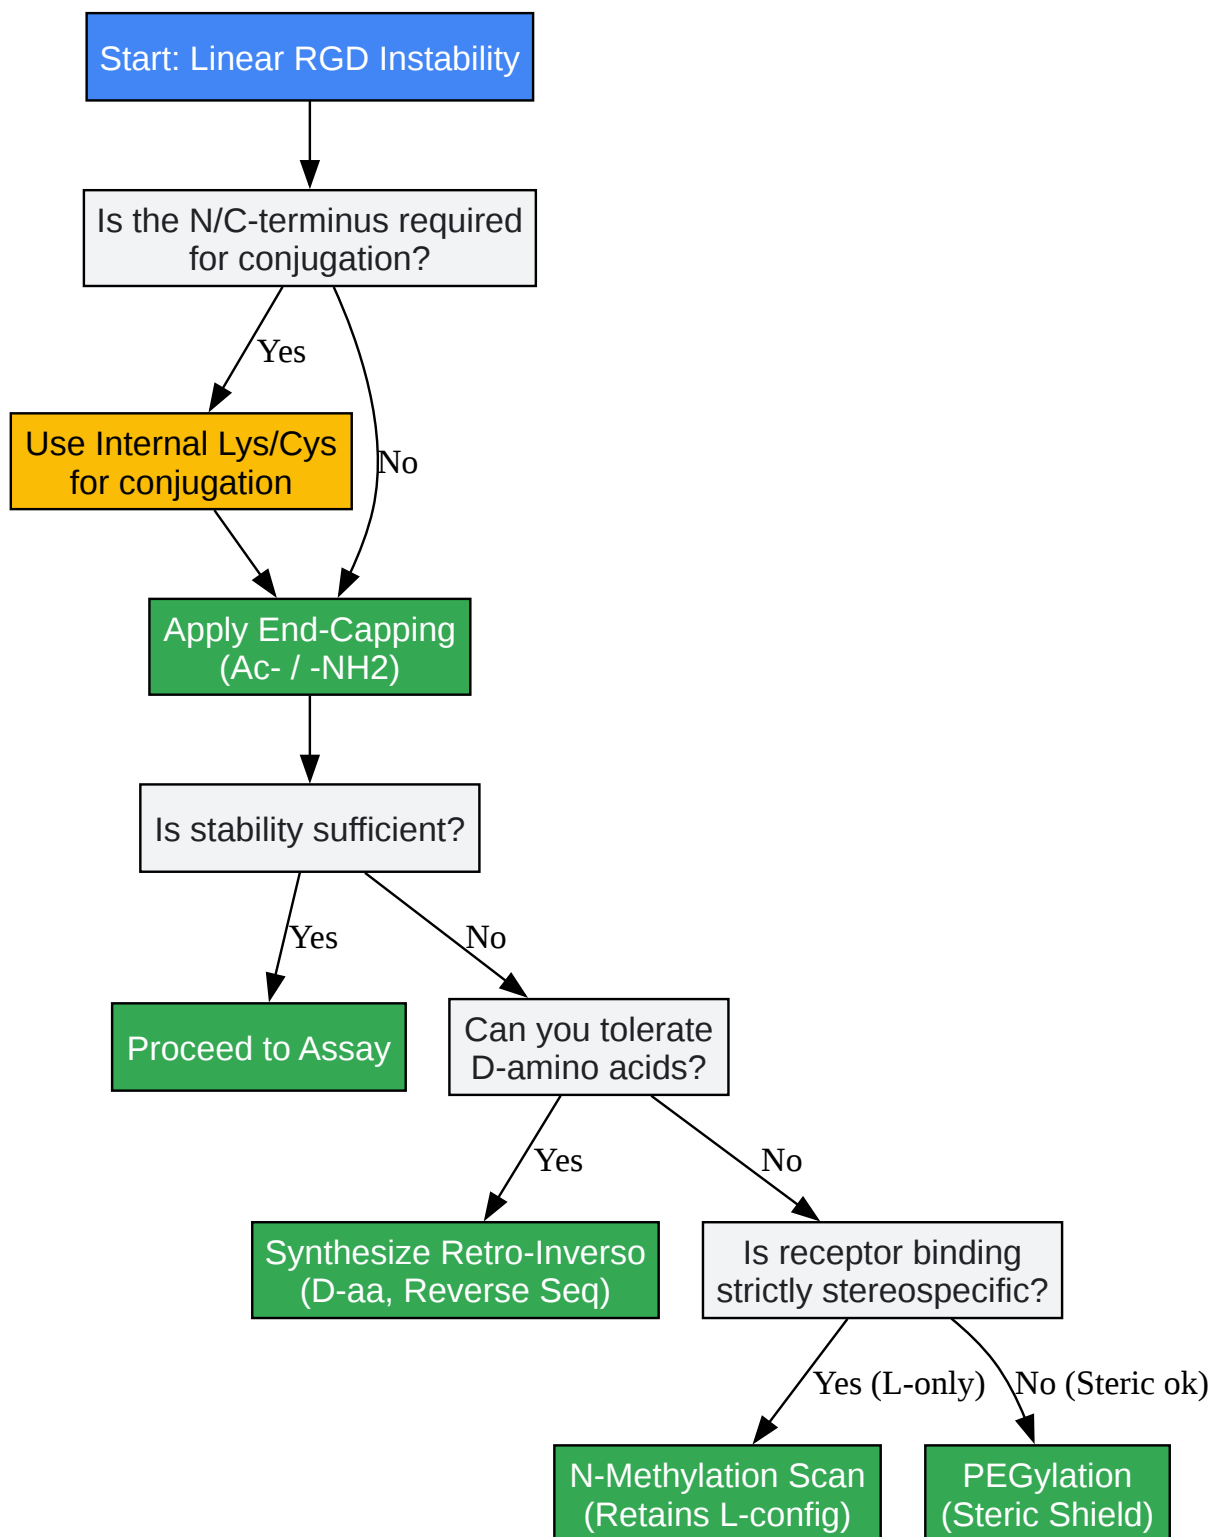 Start: Linear RGD Instability
Is the N/C-terminus required
for conjugation?
Yes
Use Internal Lys/Cys
for conjugation
No
Apply End-Capping
(Ac- / -NH2)
Is stability sufficient?
Yes
No
Proceed to Assay
Can you tolerate
D-amino acids?
Yes
No
Synthesize Retro-Inverso
(D-aa, Reverse Seq)
Is receptor binding
strictly stereospecific?
Yes (L-only)
No (Steric ok)
N-Methylation Scan
(Retains L-config)
PEGylation
(Steric Shield)